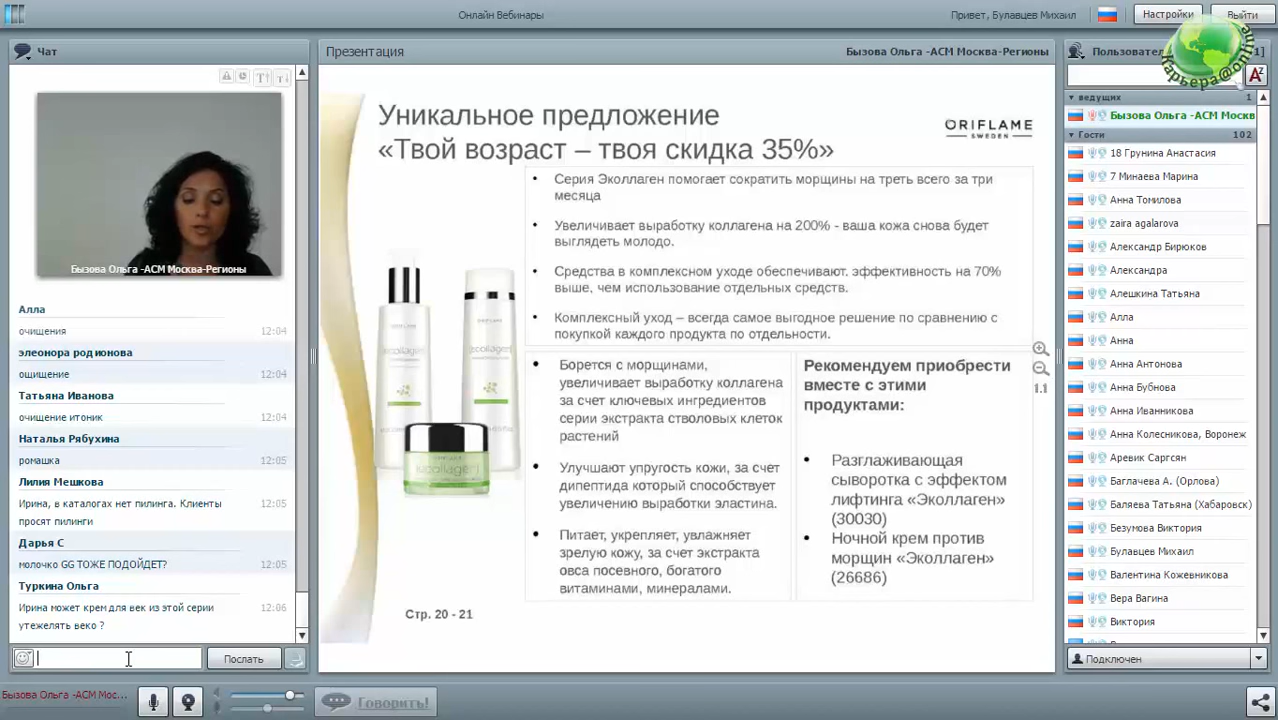 Онлайн Вебинары
Привет, Булавцев Михаил
Настройки
Выйти
Карьера@online
Чат
Бызова Ольга -АСМ Москва-Регионы
Алла
очищения 12:04
элеонора род ионова
ощищение 12:04
Татьяна Иванова
очищение итоник 12:04
Наталья Рябухина
ромашка 12:05
Лилия Мешкова
Ирина, в каталогах нет пилинга. Клиенты 12:05
просят пилинги
Дарья С
молочко GG ТОЖЕ ПОДОЙДЕТ? 12:05
Туркина Ольга
Ирина может крем для век из этой серии 12:06
утежелять веко ?
Послать
Бызова Ольга -АСМ Мос...
Презентация
Бызова Ольга -АСМ Москва-Регионы
Уникальное предложение
«Твой возраст – твоя скидка 35%»
ORIFLAME
SWEDEN
• Серия Эколлаген помогает сократить морщины на треть всего за три
месяца
• Увеличивает выработку коллагена на 200% - ваша кожа снова будет
выглядеть молодо.
• Средства в комплексном уходе обеспечивают. эффективность на 70%
выше, чем использование отдельных средств.
• Комплексный уход – всегда самое выгодное решение по сравнению с
покупкой каждого продукта по отдельности.
• Борется с морщинами,
увеличивает выработку коллагена
за счет ключевых ингредиентов
серии экстракта стволовых клеток
растений
• Улучшают упругость кожи, за счет
дипептида который способствует
увеличению выработки эластина.
• Питает, укрепляет, увлажняет
зрелую кожу, за счет экстракта
овса посевного, богатого
витаминами, минералами.
Рекомендуем приобрести
вместе с этими
продуктами:
• Разглаживающая
сыворотка с эффектом
лифтинга «Эколлаген»
(30030)
• Ночной крем против
морщин «Эколлаген»
(26686)
Стр. 20 - 21
1.1
Говорить!
Пользовател
1]
ведущих 1
Бызова Ольга -АСМ Москв
Гости 102
18 Грунина Анастасия
7 Минаева Марина
Анна Томилова
zaira agalarova
Александр Бирюков
Александра
Алешкина Татьяна
Алла
Анна
Анна Антонова
Анна Бубнова
Анна Иванникова
Анна Колесникова, Воронеж
Аревик Саргсян
Баглачева А. (Орлова)
Баляева Татьяна (Хабаровск)
Безумова Виктория
Булавцев Михаил
Валентина Кожевникова
Вера Вагина
Виктория
Подключен